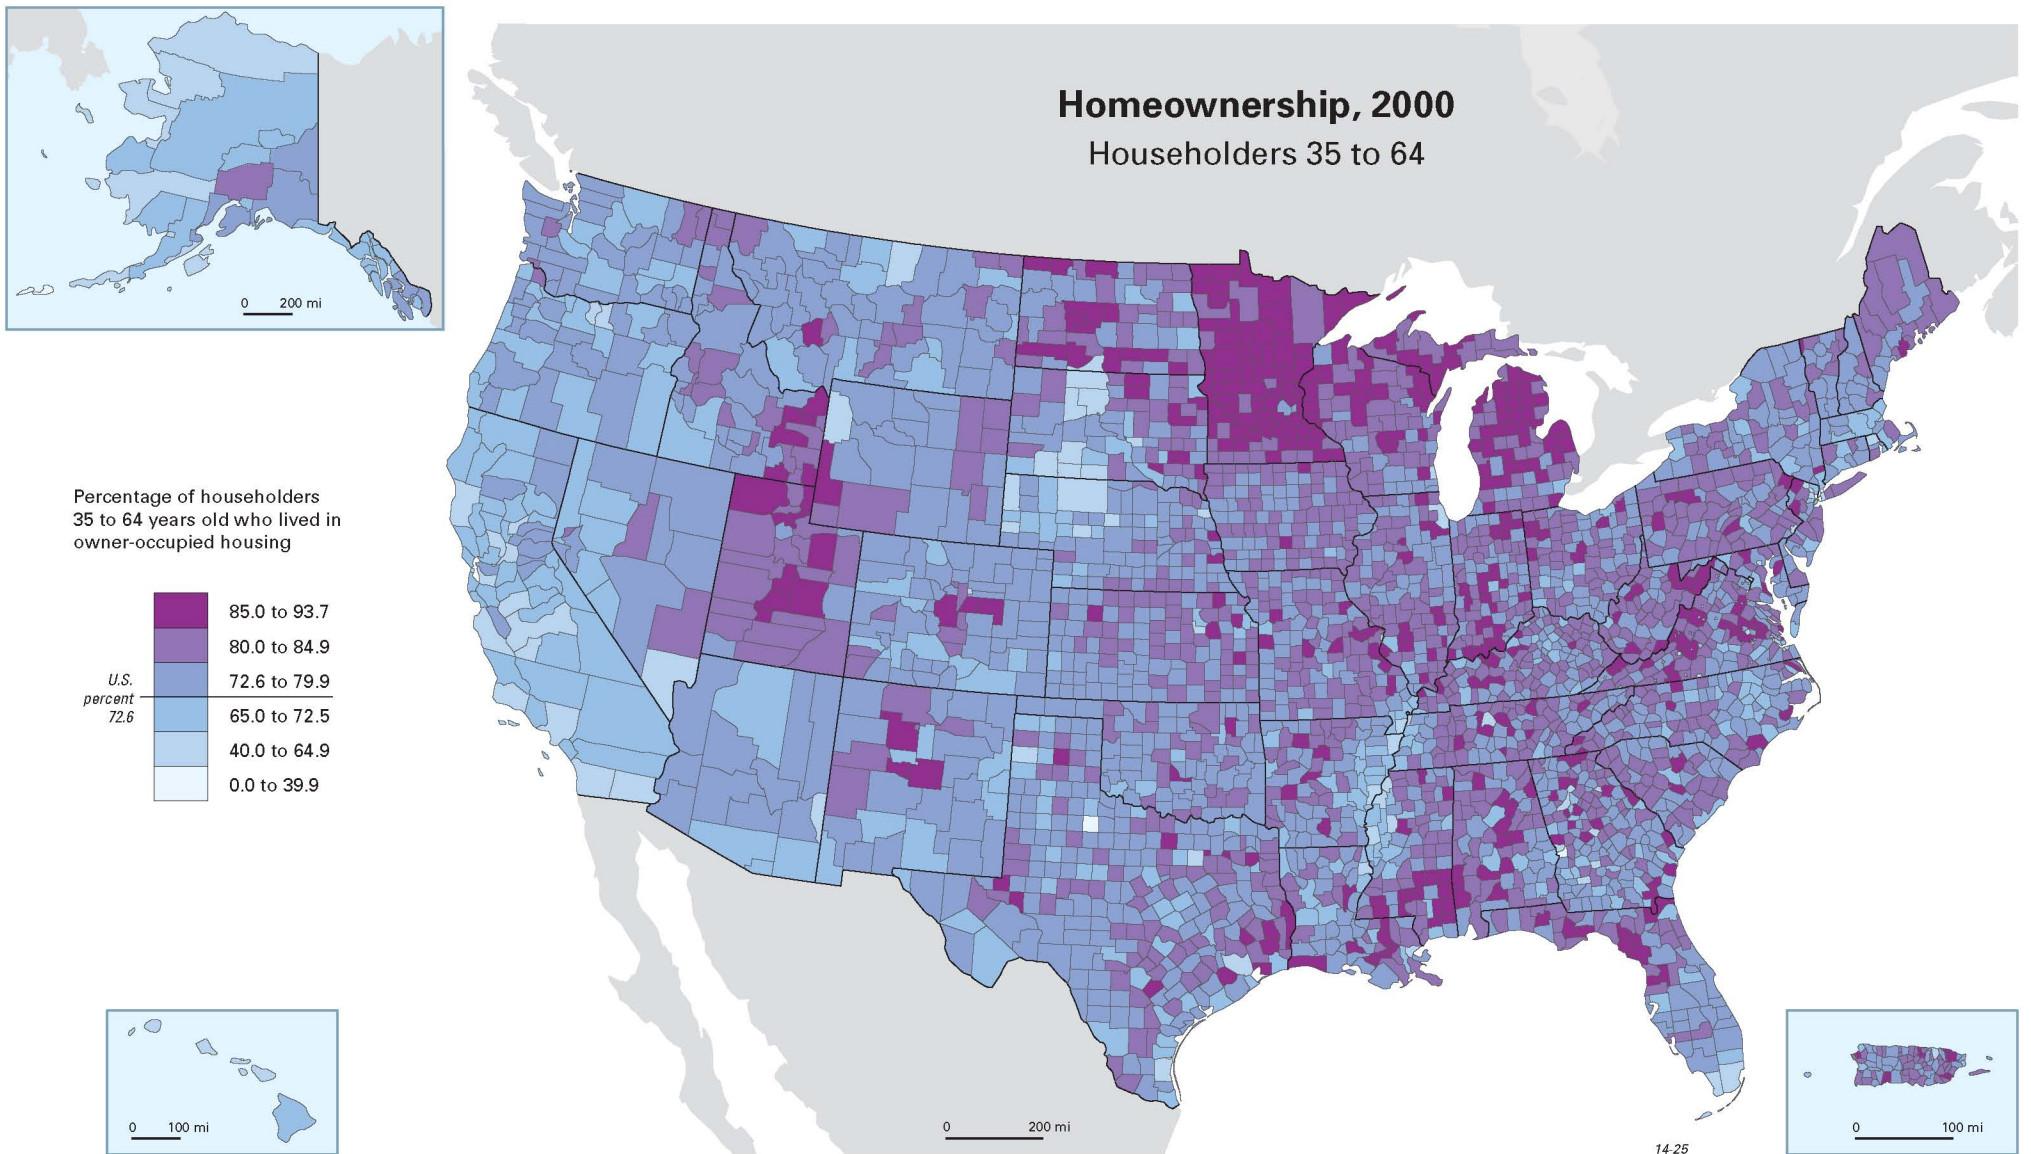 Homeownership, 2000
Householders 35 to 64
0 200 mi
Percentage of householders
35 to 64 years old who lived in
owner-occupied housing
85.0 to 93.7
80.0 to 84.9
72.6 to 79.9
65.0 to 72.5
40.0 to 64.9
0.0 to 39.9
U.S.
percent
72.6
0 100 mi
0 200 mi
0 100 mi
14-25